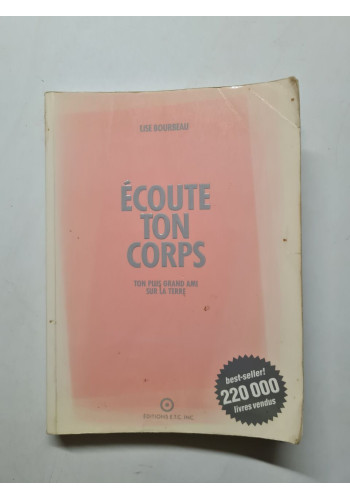 LISE BOURBEAU
ÉCOUTE
TON
CORPS
TON PLUS GRAND AMI
SUR LA TERRE
best-seller!
220 000
livres vendus
ÉDITIONS E.T.C. INC.